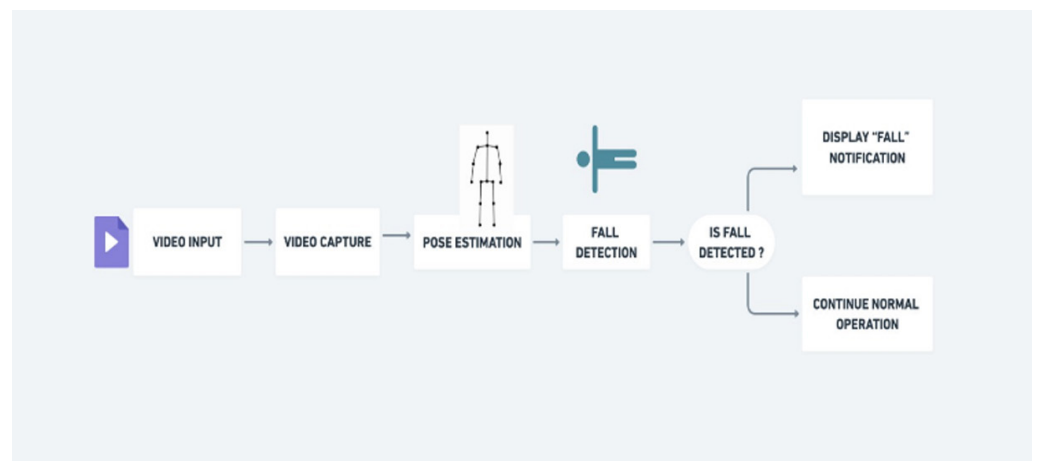 VIDEO INPUT
VIDEO CAPTURE
POSE ESTIMATION
FALL
DETECTION
IS FALL
DETECTED ?
DISPLAY “FALL”
NOTIFICATION
CONTINUE NORMAL
OPERATION